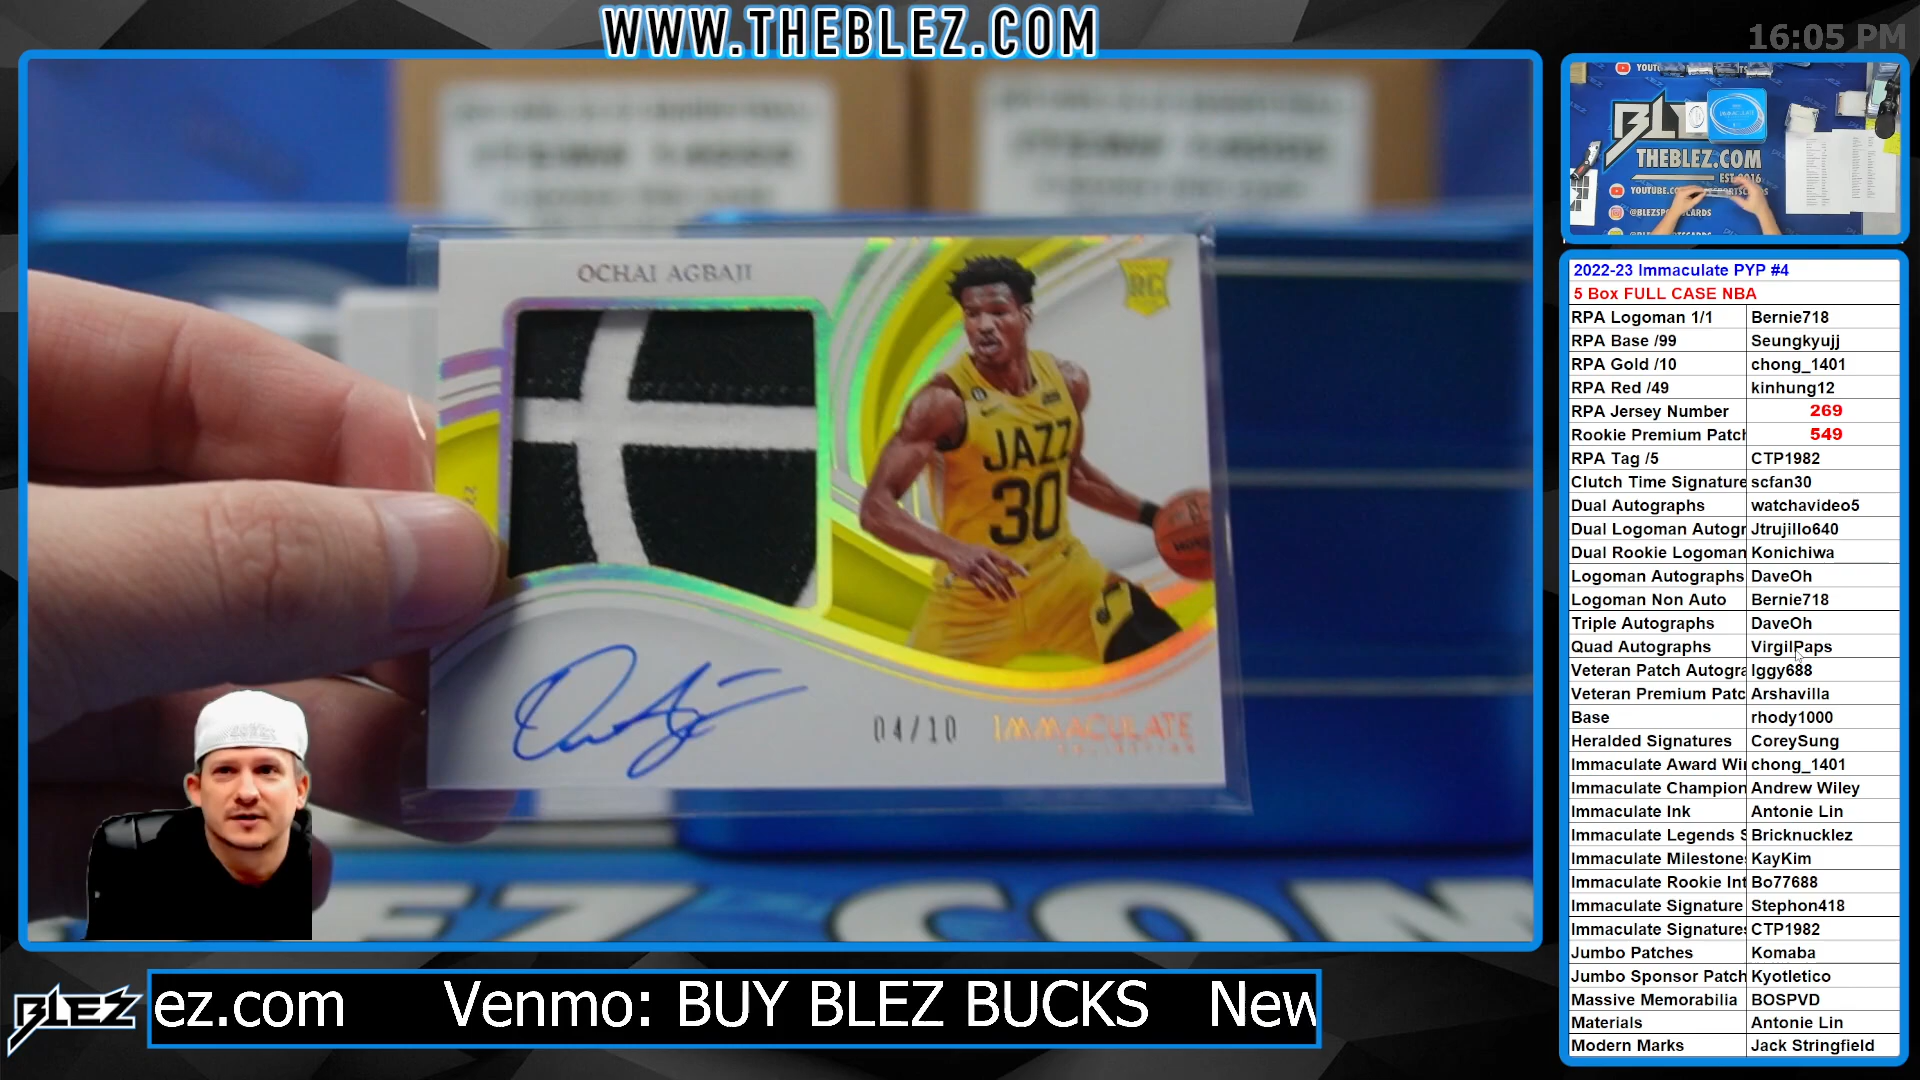 WWW.THEBLEZ.COM
16:05 PM
OCHAI AGBAJI
RC
JAZZ
30
04/10
IMMACULATE
COLLECTION
THEBLEZ.COM
EST 2016
2022-23 Immaculate PYP #4
5 Box FULL CASE NBA
RPA Logoman 1/1 Bernie718
RPA Base /99 Seungkyujj
RPA Gold /10 chong_1401
RPA Red /49 kinhung12
RPA Jersey Number 269
Rookie Premium Patch 549
RPA Tag /5 CTP1982
Clutch Time Signature scfan30
Dual Autographs watchavideo5
Dual Logoman Autogr Jtrujillo640
Dual Rookie Logoman Konichiwa
Logoman Autographs DaveOh
Logoman Non Auto Bernie718
Triple Autographs DaveOh
Quad Autographs VirgilPaps
Veteran Patch Autogra Iggy688
Veteran Premium Patc Arshavilla
Base rhody1000
Heralded Signatures CoreySung
Immaculate Award Wi chong_1401
Immaculate Champion Andrew Wiley
Immaculate Ink Antonie Lin
Immaculate Legends S Bricknucklez
Immaculate Milestone KayKim
Immaculate Rookie Int Bo77688
Immaculate Signature Stephon418
Immaculate Signatures CTP1982
Jumbo Patches Komaba
Jumbo Sponsor Patch Kyotletico
Massive Memorabilia BOSPVD
Materials Antonie Lin
Modern Marks Jack Stringfield
BLEZ
ez.com Venmo: BUY BLEZ BUCKS New